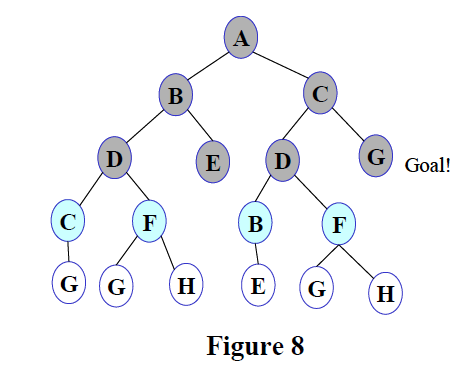 A
B C
D E D G Goal!
C F B F
G G H E G H
Figure 8